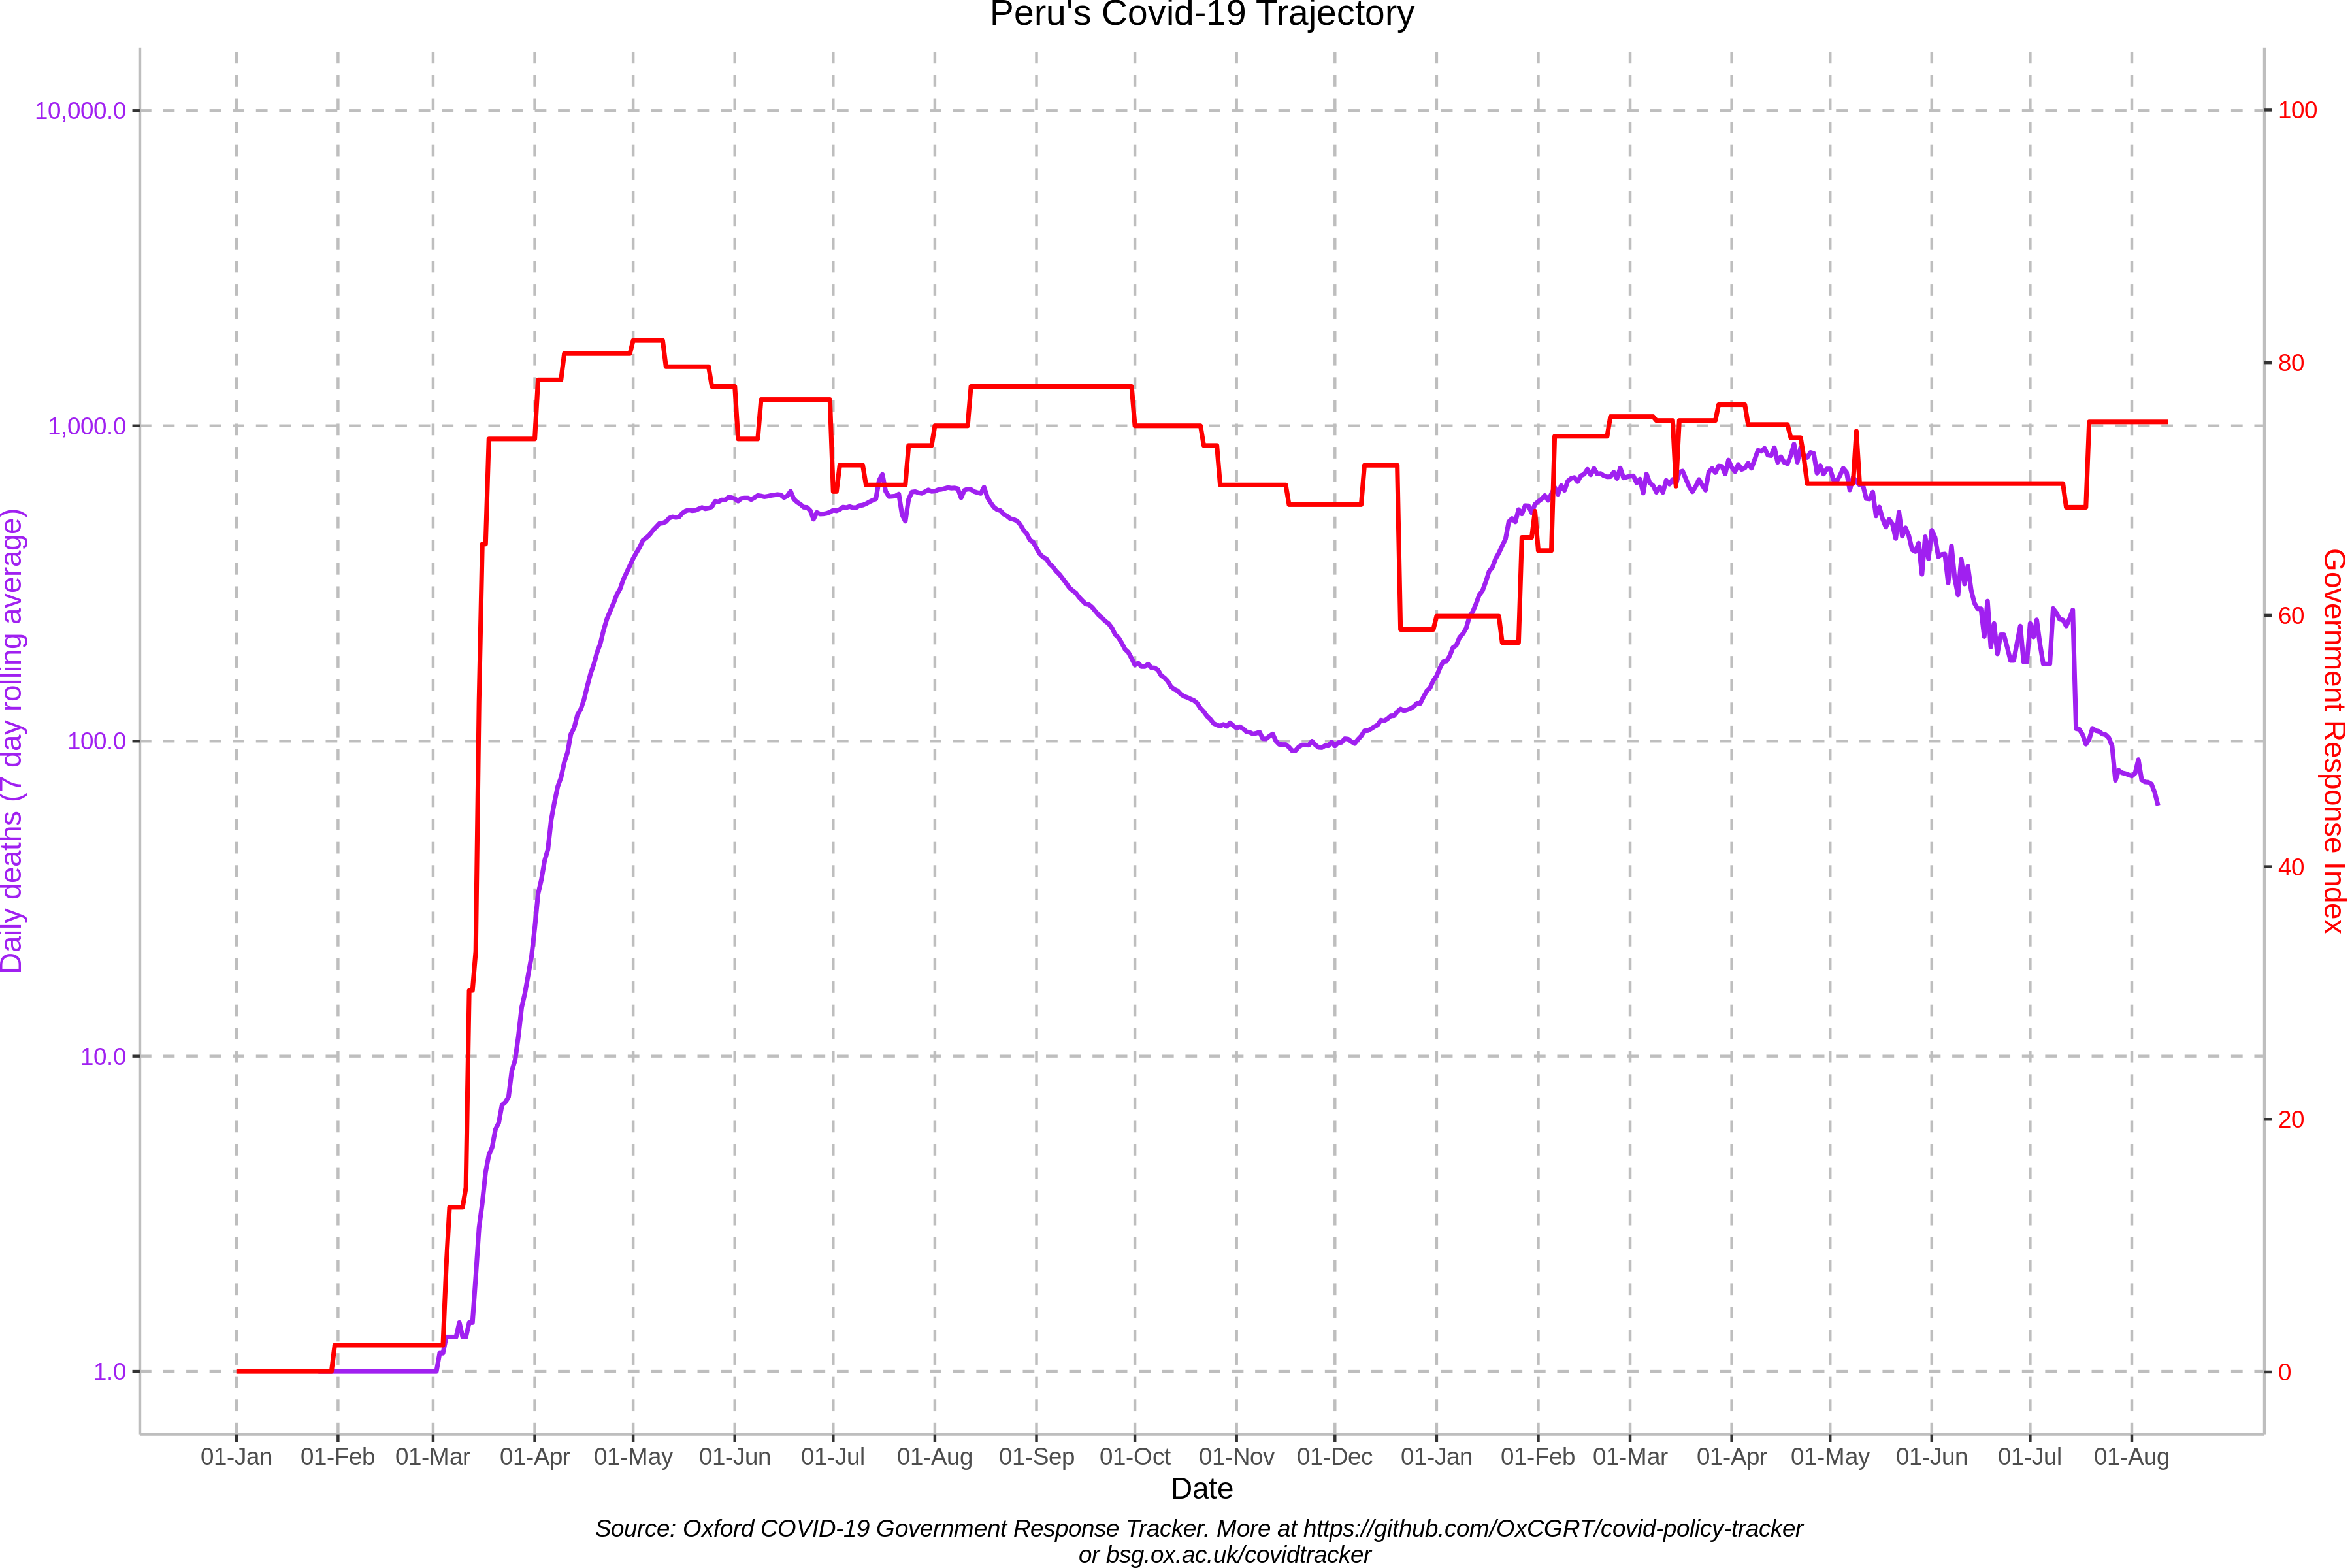 Peru's Covid-19 Trajectory
10,000.0
1,000.0
100.0
10.0
1.0
Daily deaths (7 day rolling average)
100
80
60
40
20
0
Government Response Index
01-Jan 01-Feb 01-Mar 01-Apr 01-May 01-Jun 01-Jul 01-Aug 01-Sep 01-Oct 01-Nov 01-Dec 01-Jan 01-Feb 01-Mar 01-Apr 01-May 01-Jun 01-Jul 01-Aug
Date
Source: Oxford COVID-19 Government Response Tracker. More at https://github.com/OxCGRT/covid-policy-tracker
or bsg.ox.ac.uk/covidtracker